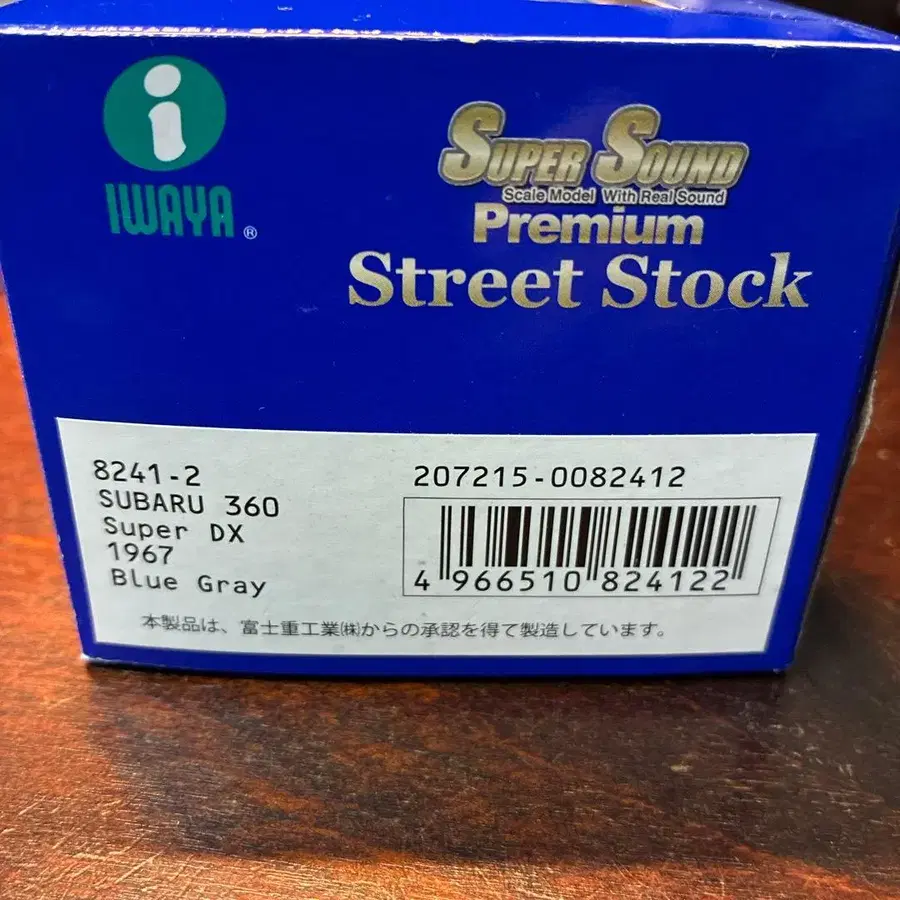 i
IWAYA ®
SUPER SOUND
Scale Model With Real Sound
Premium
Street Stock
8241-2
SUBARU 360
Super DX
1967
Blue Gray
207215-0082412
4 966510 824122
本製品は、富士重工業㈱からの承認を得て製造しています。